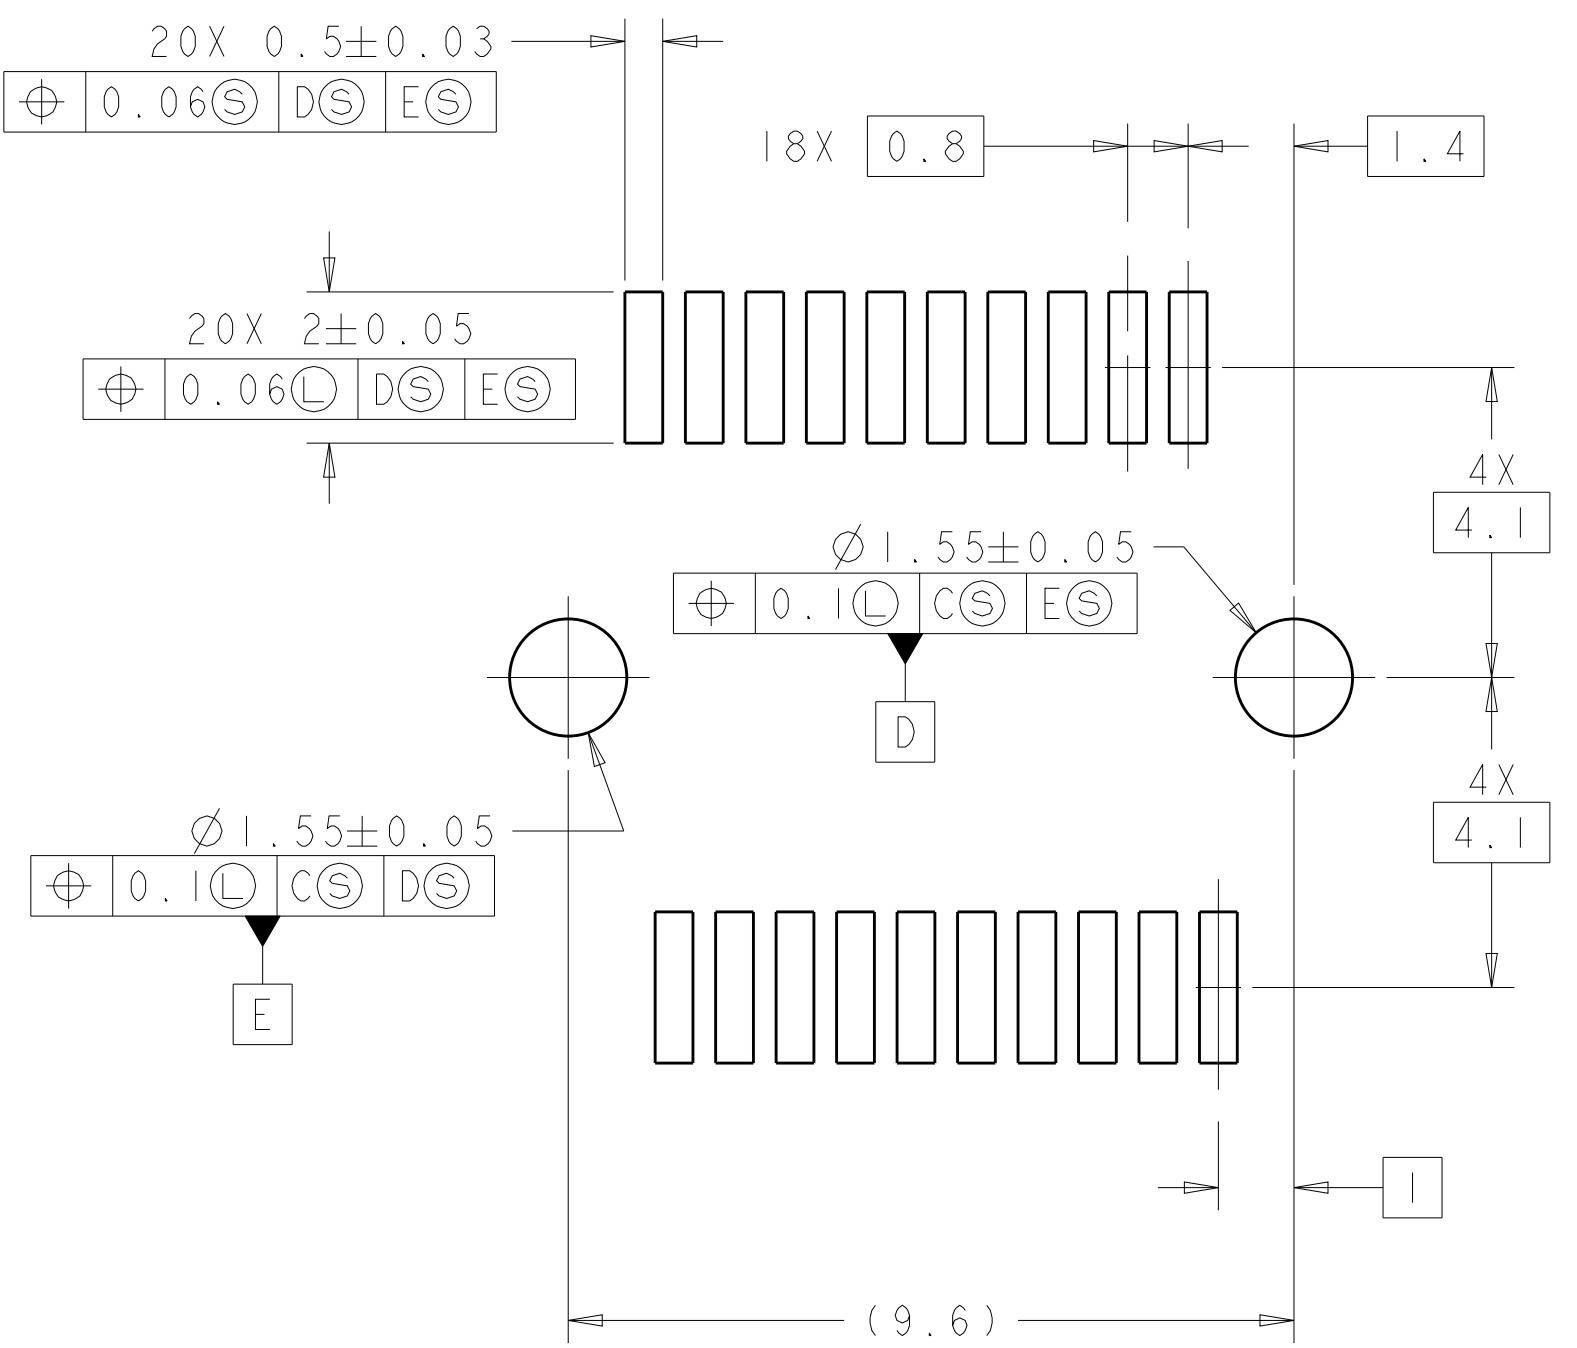 20X 0.5±0.03
⌖ 0.06Ⓢ DⓈ EⓈ
18X 0.8
1.4
20X 2±0.05
⌖ 0.06Ⓛ DⓈ EⓈ
4X
4.1
Ø1.55±0.05
⌖ 0.1Ⓛ CⓈ EⓈ
D
4X
4.1
Ø1.55±0.05
⌖ 0.1Ⓛ CⓈ DⓈ
E
1
(9.6)